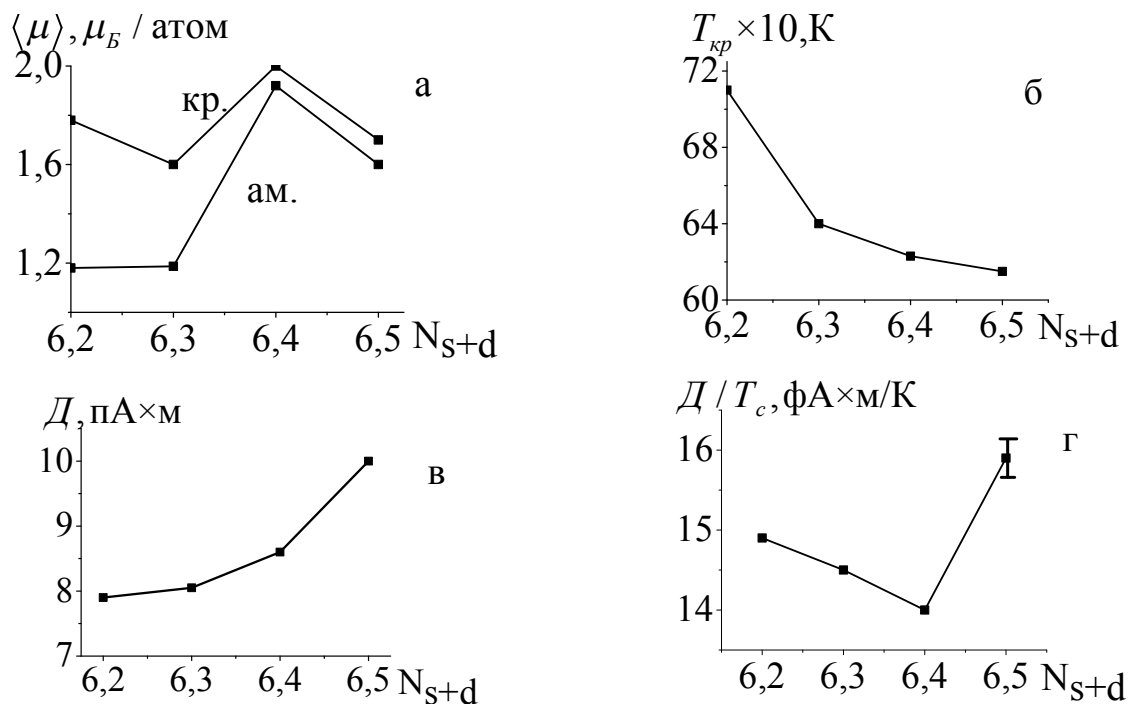 ⟨μ⟩, μ_Б / атом
2,0
1,6
1,2
кр.
ам.
а
6,2 6,3 6,4 6,5 N_s+d
T_кр ×10,К
72
68
64
60
б
6,2 6,3 6,4 6,5 N_s+d
Д, пА×м
10
9
8
7
в
6,2 6,3 6,4 6,5 N_s+d
Д / T_c, фА×м/К
16
15
14
г
6,2 6,3 6,4 6,5 N_s+d